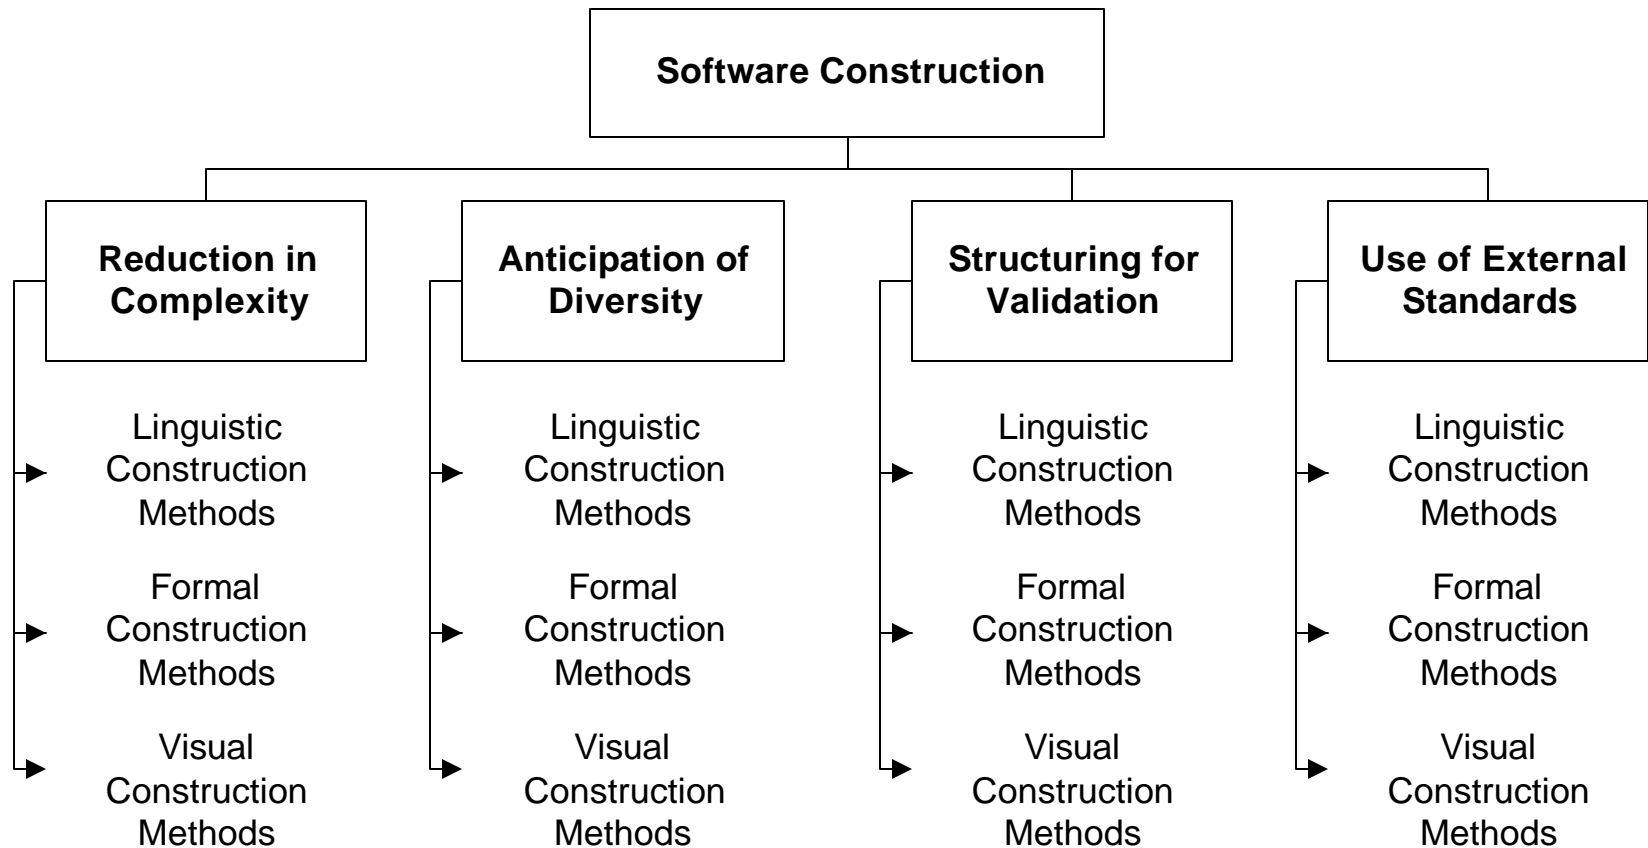 Software Construction
Reduction in
Complexity
Linguistic
Construction
Methods
Formal
Construction
Methods
Visual
Construction
Methods
Anticipation of
Diversity
Linguistic
Construction
Methods
Formal
Construction
Methods
Visual
Construction
Methods
Structuring for
Validation
Linguistic
Construction
Methods
Formal
Construction
Methods
Visual
Construction
Methods
Use of External
Standards
Linguistic
Construction
Methods
Formal
Construction
Methods
Visual
Construction
Methods